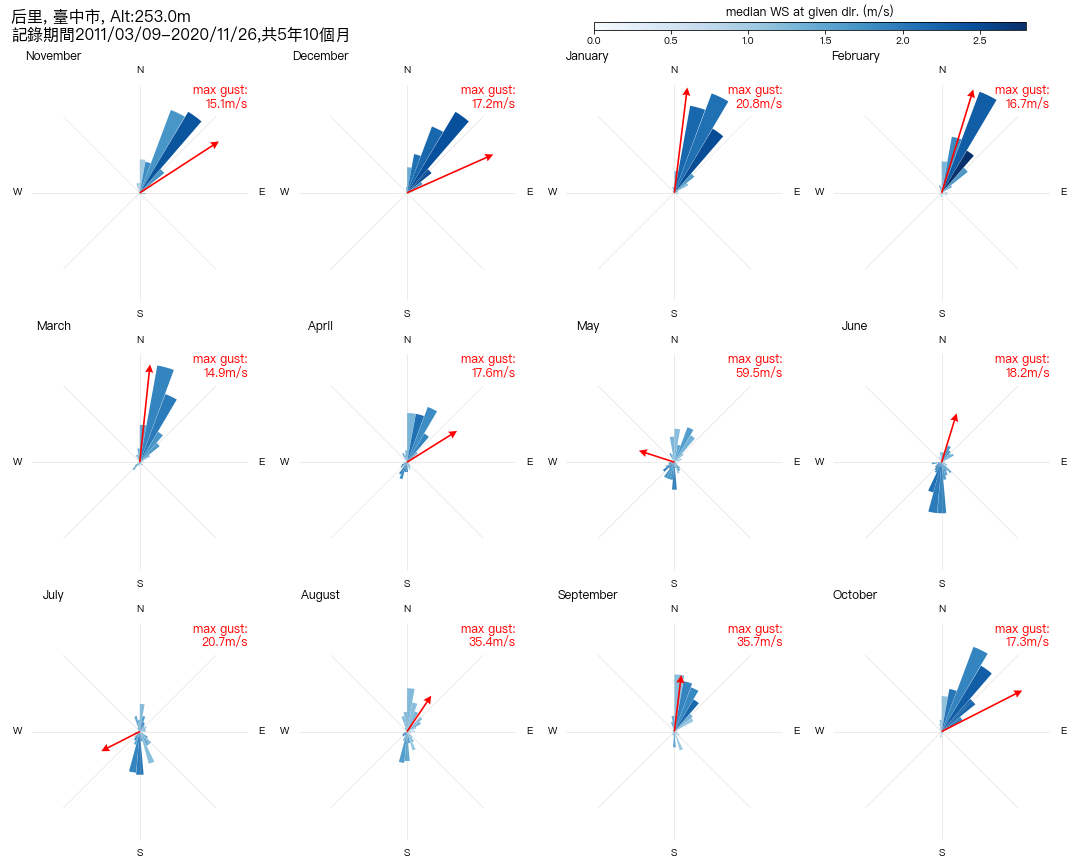 后里, 臺中市, Alt:253.0m
記錄期間2011/03/09−2020/11/26,共5年10個月
median WS at given dir. (m/s)
0.0 0.5 1.0 1.5 2.0 2.5
November
N
max gust:
15.1m/s
W
E
S
December
N
max gust:
17.2m/s
W
E
S
January
N
max gust:
20.8m/s
W
E
S
February
N
max gust:
16.7m/s
W
E
S
March
N
max gust:
14.9m/s
W
E
S
April
N
max gust:
17.6m/s
W
E
S
May
N
max gust:
59.5m/s
W
E
S
June
N
max gust:
18.2m/s
W
E
S
July
N
max gust:
20.7m/s
W
E
S
August
N
max gust:
35.4m/s
W
E
S
September
N
max gust:
35.7m/s
W
E
S
October
N
max gust:
17.3m/s
W
E
S